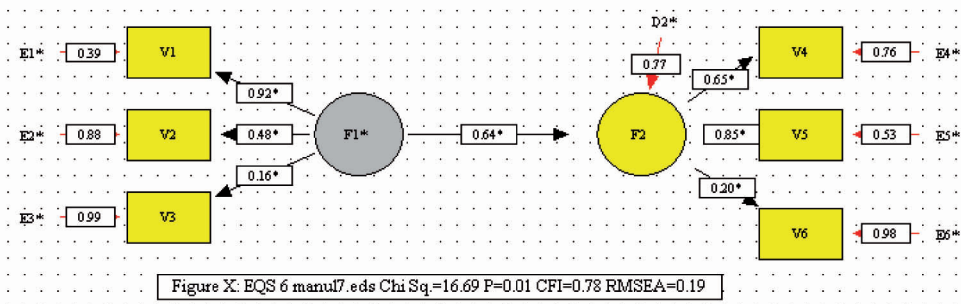 D2*
E1* 0.39 V1 0.77 V4 0.76 E4*
0.92* 0.65*
E2* 0.88 V2 0.48* F1* 0.64* F2 0.85* V5 0.53 E5*
0.16* 0.20*
E3* 0.99 V3 V6 0.98 E6*
Figure X: EQS 6 manul7.eds Chi Sq.=16.69 P=0.01 CFI=0.78 RMSEA=0.19